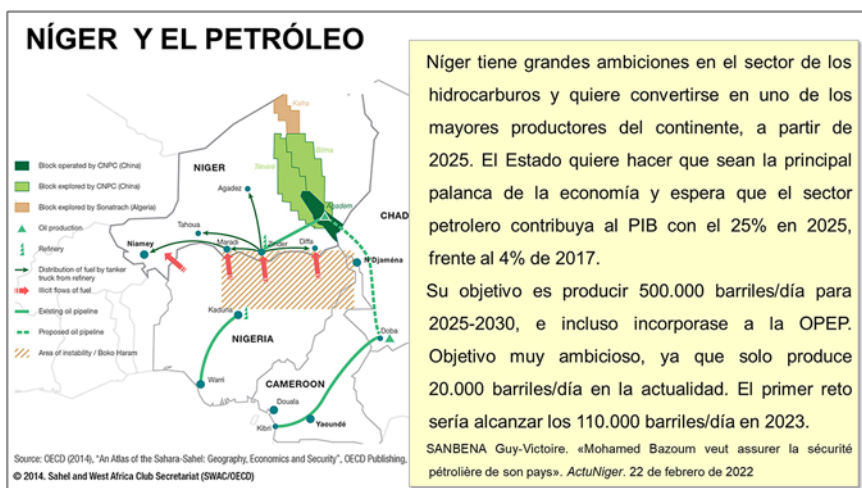 NÍGER Y EL PETRÓLEO
Níger tiene grandes ambiciones en el sector de los
hidrocarburos y quiere convertirse en uno de los
mayores productores del continente, a partir de
2025. El Estado quiere hacer que sean la principal
palanca de la economía y espera que el sector
petrolero contribuya al PIB con el 25% en 2025,
frente al 4% de 2017.
Su objetivo es producir 500.000 barriles/día para
2025-2030, e incluso incorporase a la OPEP.
Objetivo muy ambicioso, ya que solo produce
20.000 barriles/día en la actualidad. El primer reto
sería alcanzar los 110.000 barriles/día en 2023.
SANBENA Guy-Victoire. «Mohamed Bazoum veut assurer la sécurité
pétrolière de son pays». ActuNiger. 22 de febrero de 2022
Block operated by CNPC (China)
Block explored by CNPC (China)
Block explored by Sonatrach (Algeria)
Oil production
Refinery
Distribution of fuel by tanker
truck from refinery
Illicit flows of fuel
Existing oil pipeline
Proposed oil pipeline
Area of instability / Boko Haram
Kafra
Bilma
Ténéré
NIGER
Agadez
Agadem
CHAD
Tahoua
Niamey
Maradi
Zinder
Diffa
N'Djaména
Kaduna
NIGERIA
Doba
Warri
CAMEROON
Douala
Kibri
Yaoundé
Source: OECD (2014), "An Atlas of the Sahara-Sahel: Geography, Economics and Security", OECD Publishing,
© 2014. Sahel and West Africa Club Secretariat (SWAC/OECD)